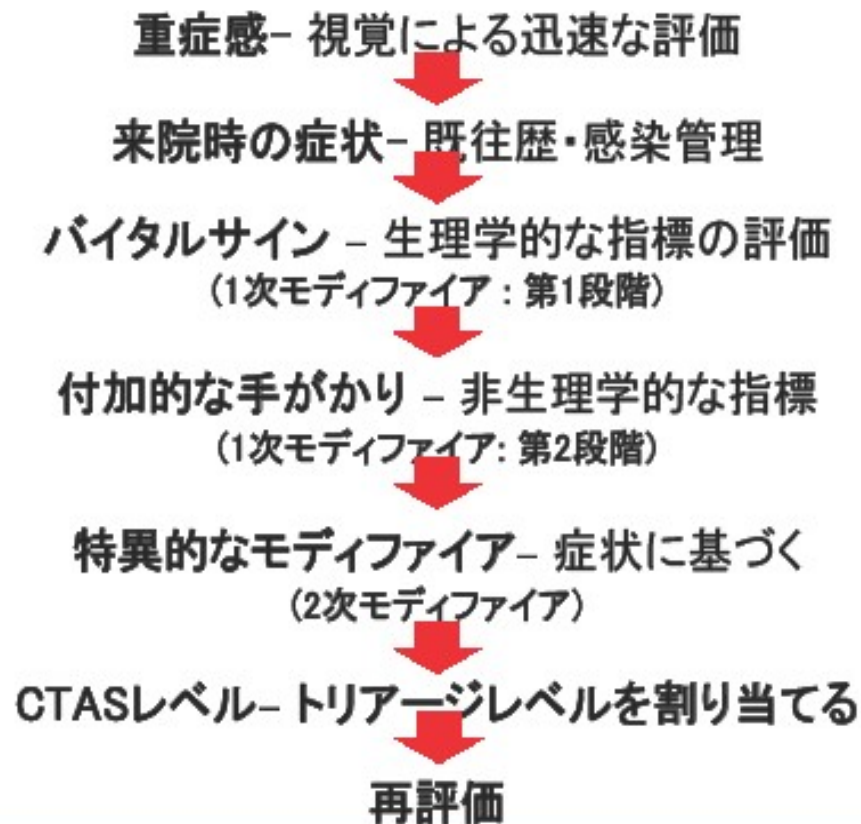 重症感– 視覚による迅速な評価
来院時の症状– 既往歴・感染管理
バイタルサイン – 生理学的な指標の評価
(1次モディファイア : 第1段階)
付加的な手がかり – 非生理学的な指標
(1次モディファイア: 第2段階)
特異的なモディファイア– 症状に基づく
(2次モディファイア)
CTASレベル– トリアージレベルを割り当てる
再評価